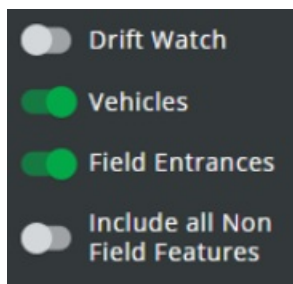 Drift Watch
Vehicles
Field Entrances
Include all Non
Field Features